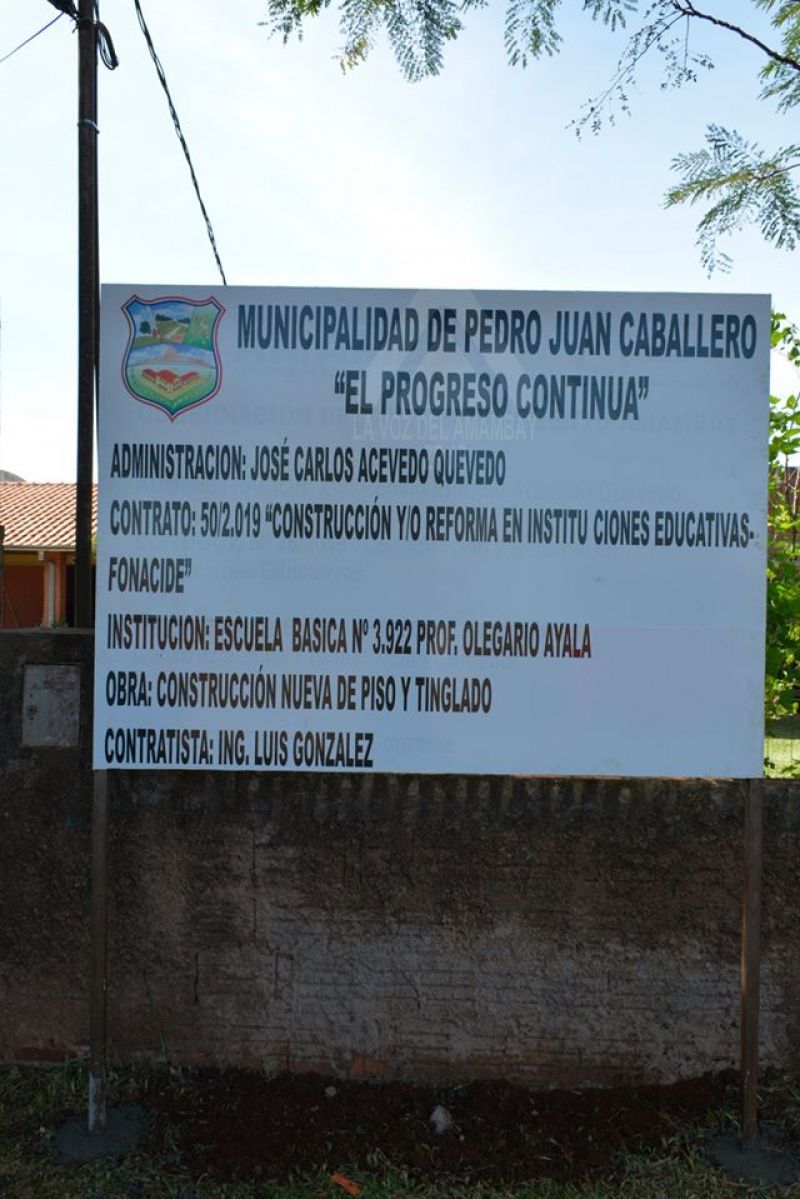 MUNICIPALIDAD DE PEDRO JUAN CABALLERO
"EL PROGRESO CONTINUA"
LA VOZ DEL AMAMBAY
ADMINISTRACION: JOSÉ CARLOS ACEVEDO QUEVEDO
CONTRATO: 50/2.019 "CONSTRUCCIÓN Y/O REFORMA EN INSTITU CIONES EDUCATIVAS-
FONACIDE"
INSTITUCION: ESCUELA BASICA Nº 3.922 PROF. OLEGARIO AYALA
OBRA: CONSTRUCCIÓN NUEVA DE PISO Y TINGLADO
CONTRATISTA: ING. LUIS GONZALEZ